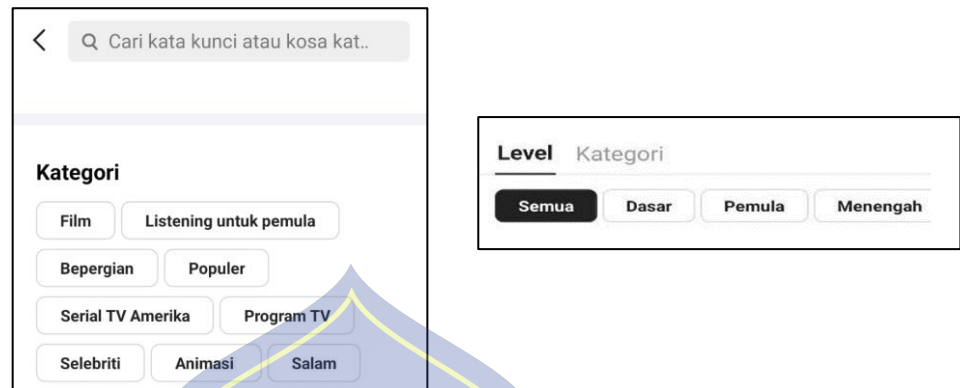 Cari kata kunci atau kosa kat..
Kategori
Film Listening untuk pemula
Bepergian Populer
Serial TV Amerika Program TV
Selebriti Animasi Salam
Level Kategori
Semua Dasar Pemula Menengah